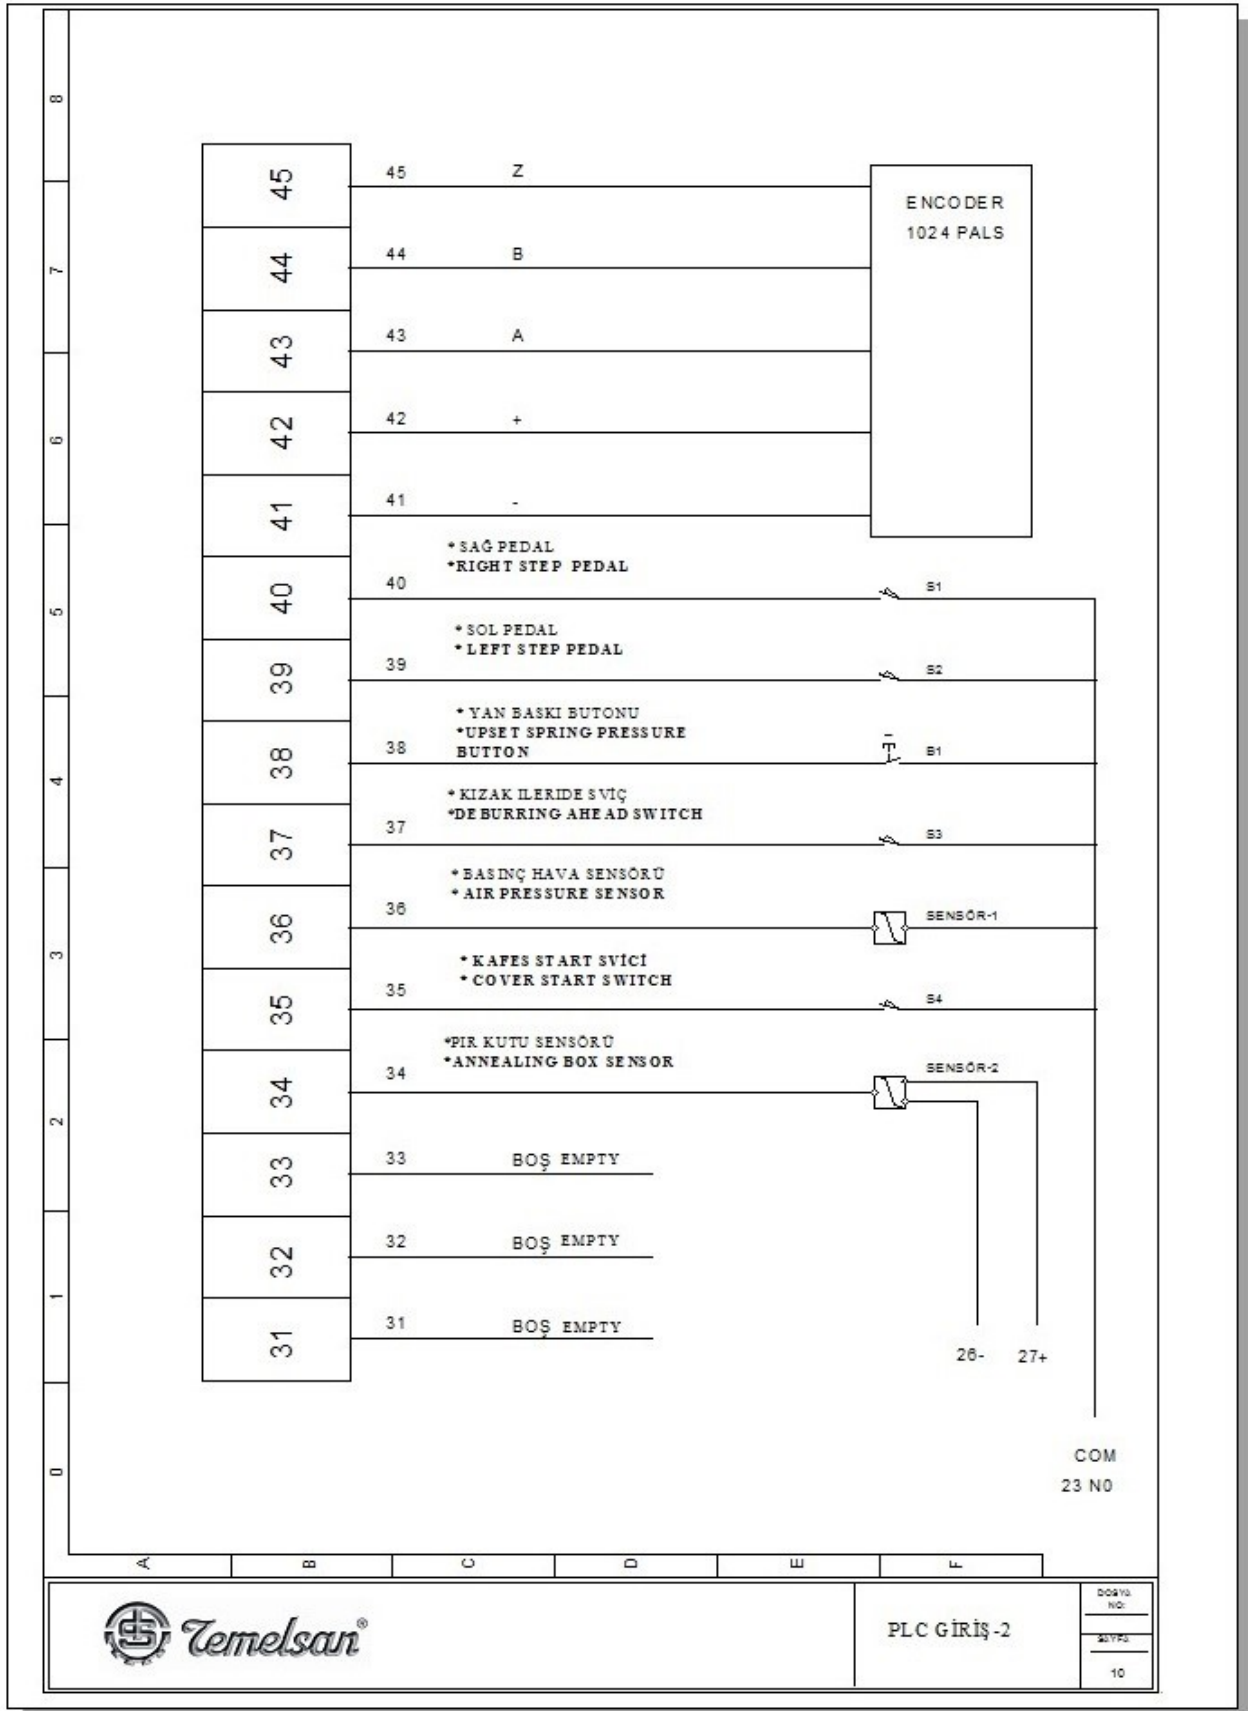 8
45
45 Z
ENCODER
1024 PALS
7
44
44 B
43
43 A
6
42
42 +
41
41 -
* SAĞ PEDAL
*RIGHT STEP PEDAL
5
40
40
S1
* SOL PEDAL
* LEFT STEP PEDAL
39
39
S2
* YAN BASKI BUTONU
*UPSET SPRING PRESSURE
BUTTON
4
38
38
B1
* KIZAK ILERIDE SVİÇ
*DEBURRING AHEAD SWITCH
37
37
S3
* BASINÇ HAVA SENSÖRÜ
* AIR PRESSURE SENSOR
3
36
36
SENSÖR-1
* KAFES START SVİCİ
* COVER START SWITCH
35
35
S4
*PIR KUTU SENSÖRÜ
*ANNEALING BOX SENSOR
2
34
34
SENSÖR-2
33
33 BOŞ EMPTY
32
32 BOŞ EMPTY
1
31
31 BOŞ EMPTY
26- 27+
0
COM
23 N0
A B C D E F
Temelsan®
PLC GİRİŞ-2
DOSYA
NO:
SAYFA
10